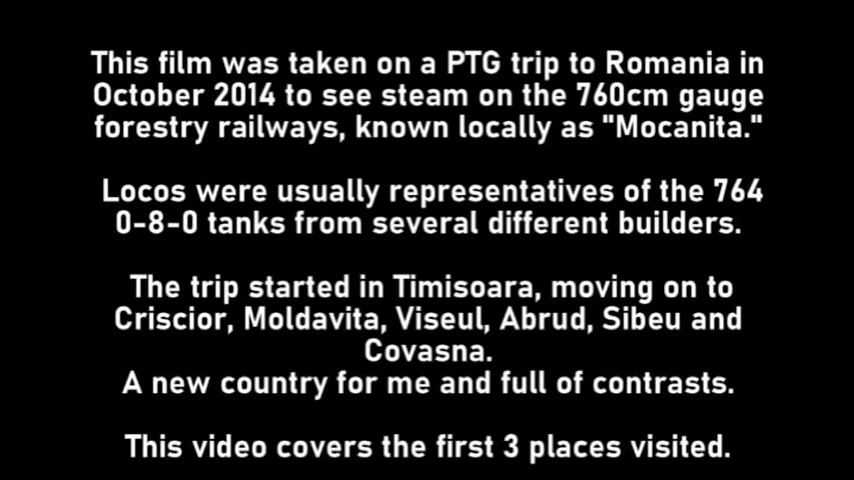 This film was taken on a PTG trip to Romania in
October 2014 to see steam on the 760cm gauge
forestry railways, known locally as "Mocanita."
Locos were usually representatives of the 764
0-8-0 tanks from several different builders.
The trip started in Timisoara, moving on to
Criscior, Moldavita, Viseul, Abrud, Sibeu and
Covasna.
A new country for me and full of contrasts.
This video covers the first 3 places visited.